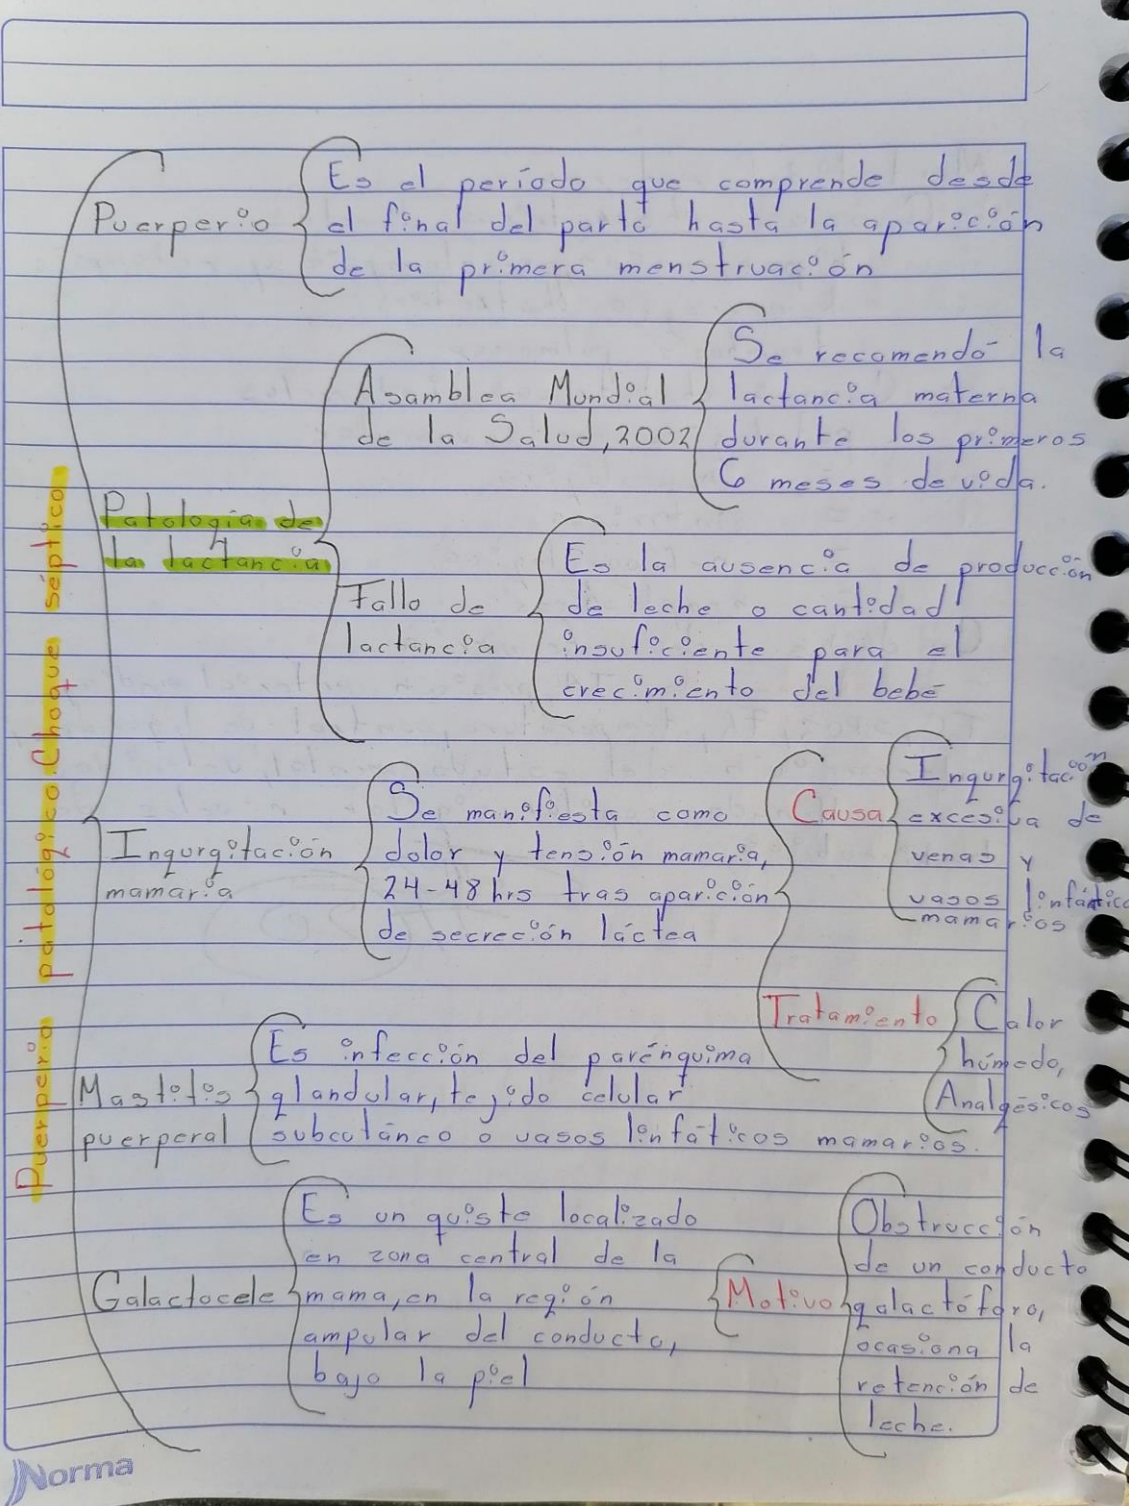 Puerperio patológico. Choque séptico
Puerperio
Es el período que comprende desde
el final del parto hasta la aparición
de la primera menstruación
Patología de
la lactancia
Asamblea Mundial
de la Salud, 2002
Se recomendó la
lactancia materna
durante los primeros
6 meses de vida.
Fallo de
lactancia
Es la ausencia de producción
de leche o cantidad
insuficiente para el
crecimiento del bebé
Ingurgitación
mamaria
Se manifiesta como
dolor y tensión mamaria,
24-48 hrs tras aparición
de secreción láctea
Causa
Ingurgitación
excesiva de
venas y
vasos linfáticos
mamarios
Tratamiento
Calor
húmedo,
Analgésicos
Mastitis
puerperal
Es infección del parénquima
glandular, tejido celular
subcutáneo o vasos linfáticos mamarios.
Galactocele
Es un quiste localizado
en zona central de la
mama, en la región
ampular del conducto,
bajo la piel
Motivo
Obstrucción
de un conducto
galactóforo,
ocasiona la
retención de
leche.
Norma